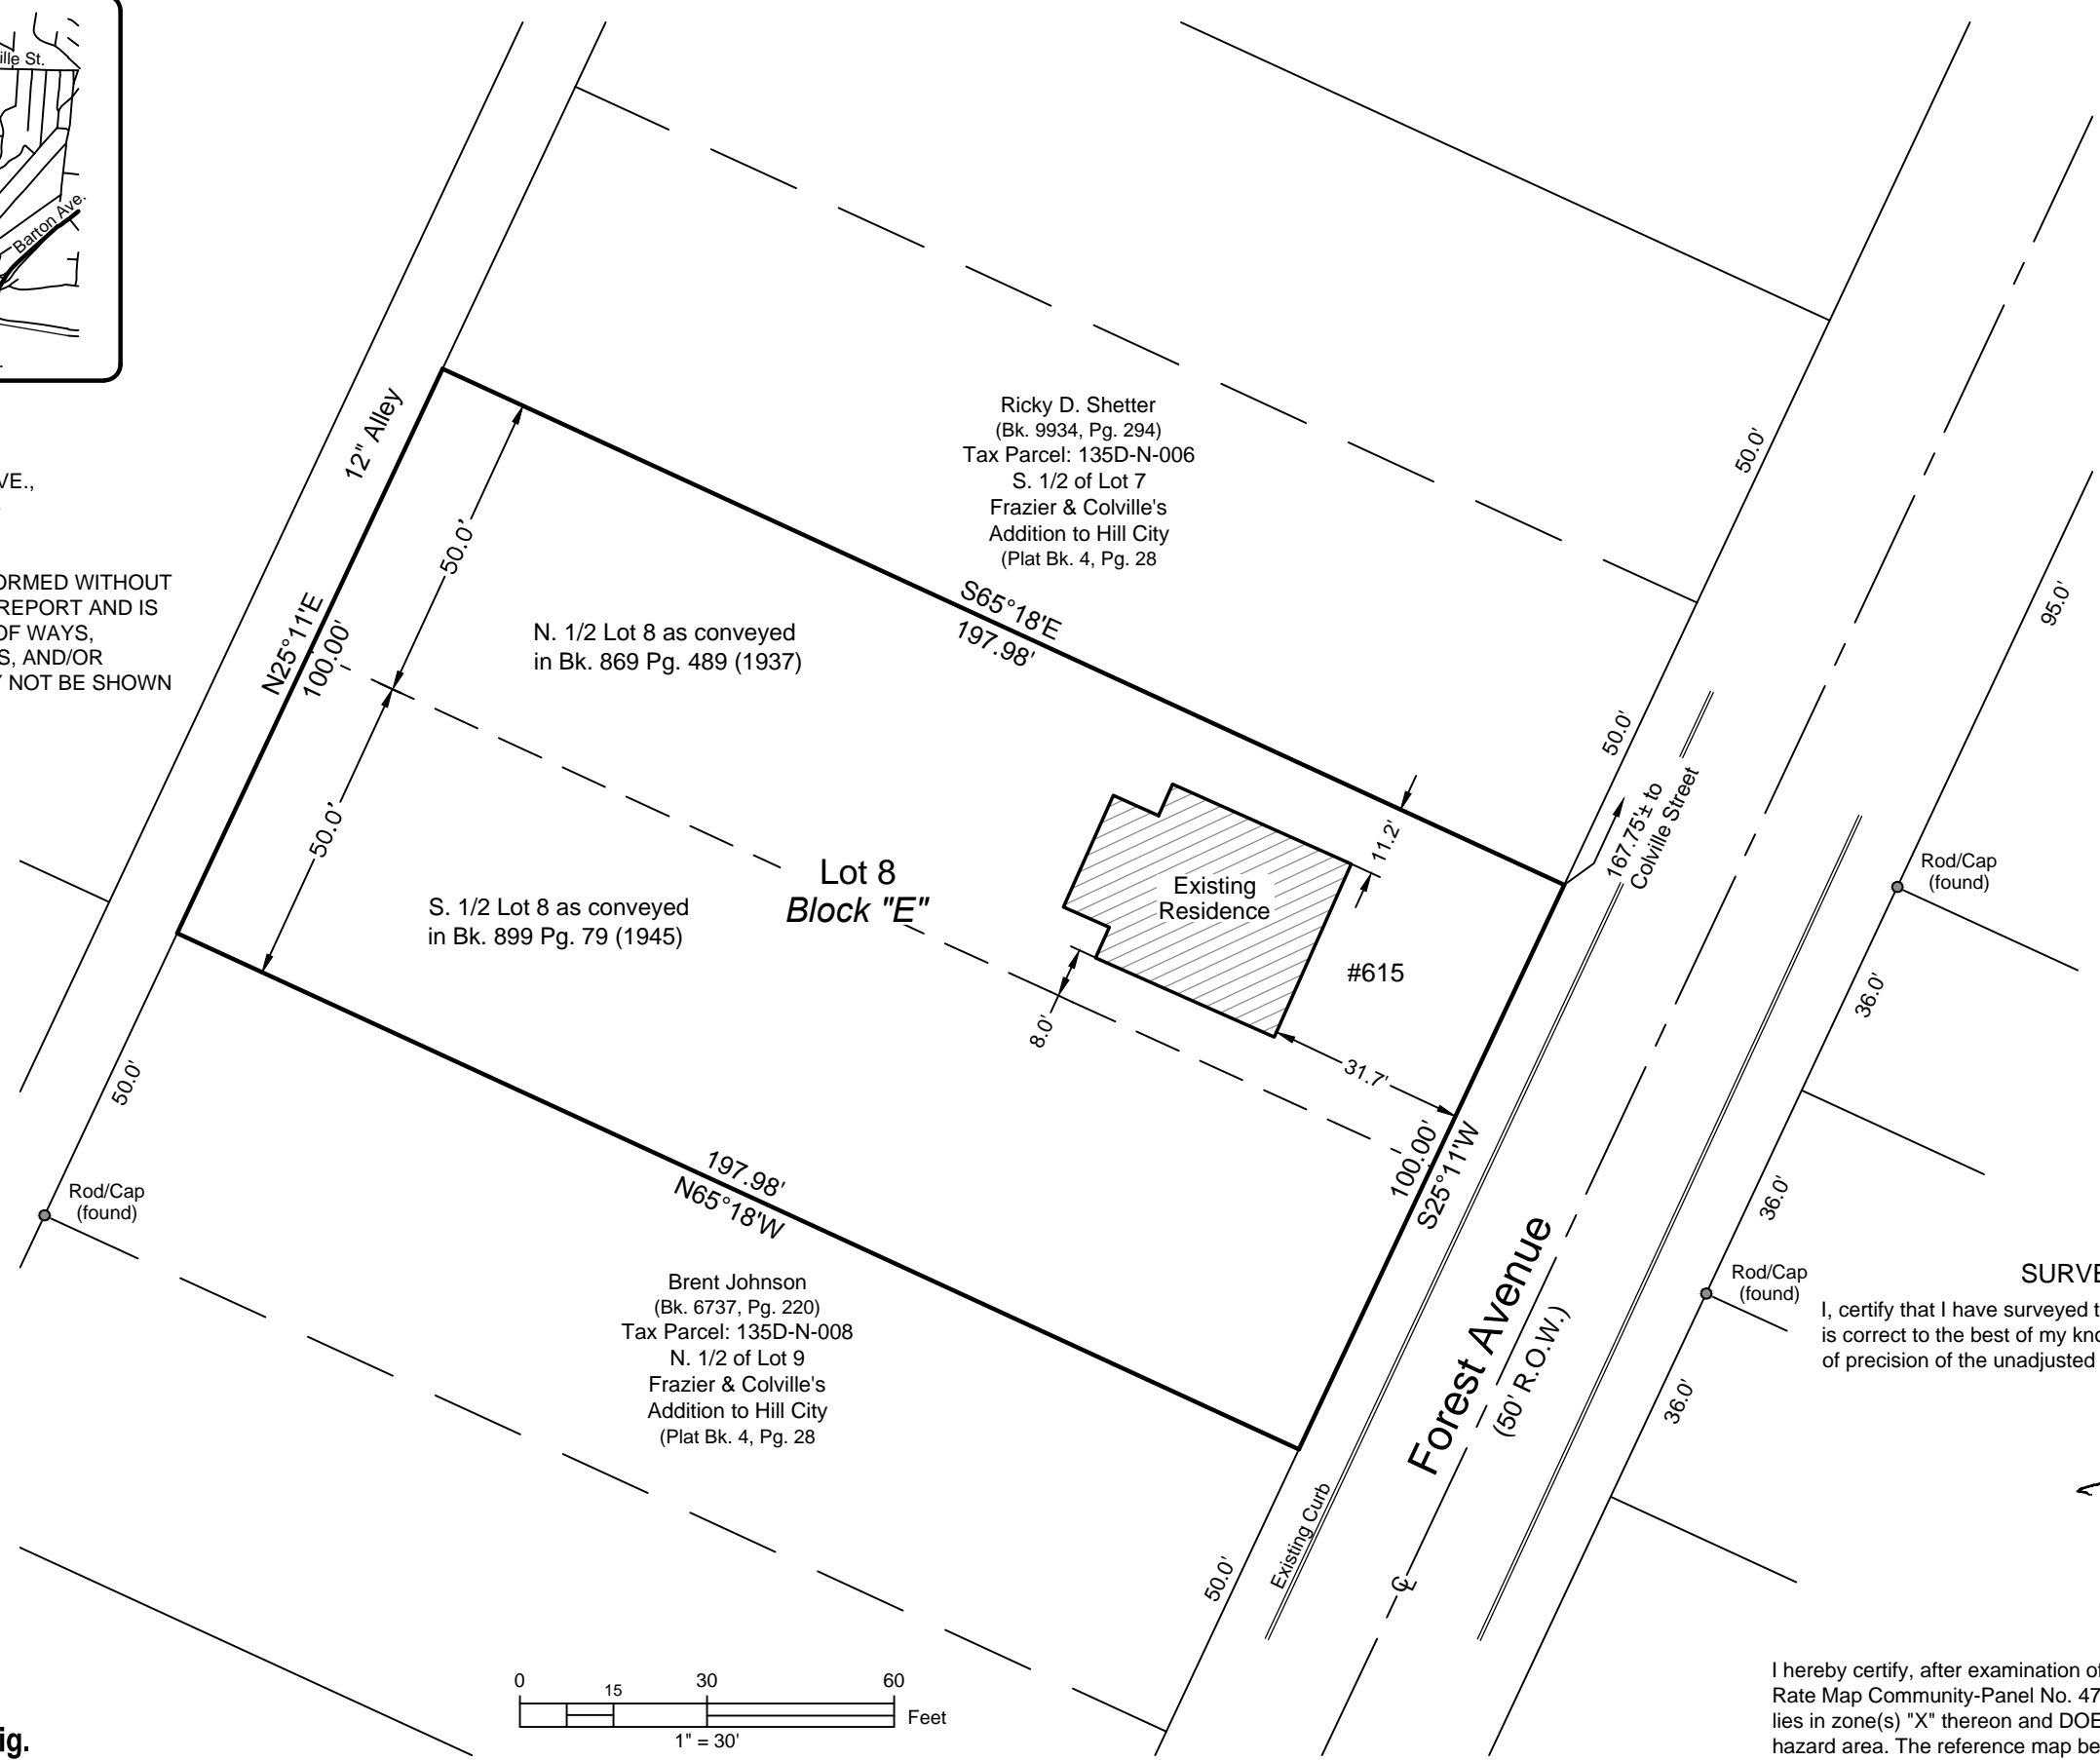 ille St.
Barton Ave.
VE.,
ORMED WITHOUT
REPORT AND IS
OF WAYS,
S, AND/OR
Y NOT BE SHOWN
12" Alley
N25°11'E
100.00'
50.0'
50.0'
N. 1/2 Lot 8 as conveyed
in Bk. 869 Pg. 489 (1937)
S. 1/2 Lot 8 as conveyed
in Bk. 899 Pg. 79 (1945)
Ricky D. Shetter
(Bk. 9934, Pg. 294)
Tax Parcel: 135D-N-006
S. 1/2 of Lot 7
Frazier & Colville's
Addition to Hill City
(Plat Bk. 4, Pg. 28
S65°18'E
197.98'
Lot 8
Block "E"
Existing
Residence
11.2'
8.0'
31.7'
#615
50.0'
50.0'
167.75'± to
Colville Street
95.0'
Rod/Cap
(found)
36.0'
36.0'
Rod/Cap
(found)
36.0'
100.00'
S25°11'W
197.98'
N65°18'W
50.0'
Rod/Cap
(found)
Brent Johnson
(Bk. 6737, Pg. 220)
Tax Parcel: 135D-N-008
N. 1/2 of Lot 9
Frazier & Colville's
Addition to Hill City
(Plat Bk. 4, Pg. 28
Forest Avenue
(50' R.O.W.)
Existing Curb
50.0'
CL
SURVE
I, certify that I have surveyed t
is correct to the best of my kno
of precision of the unadjusted
0 15 30 60
Feet
1" = 30'
I hereby certify, after examination of
Rate Map Community-Panel No. 47
lies in zone(s) "X" thereon and DOE
hazard area. The reference map be
ig.